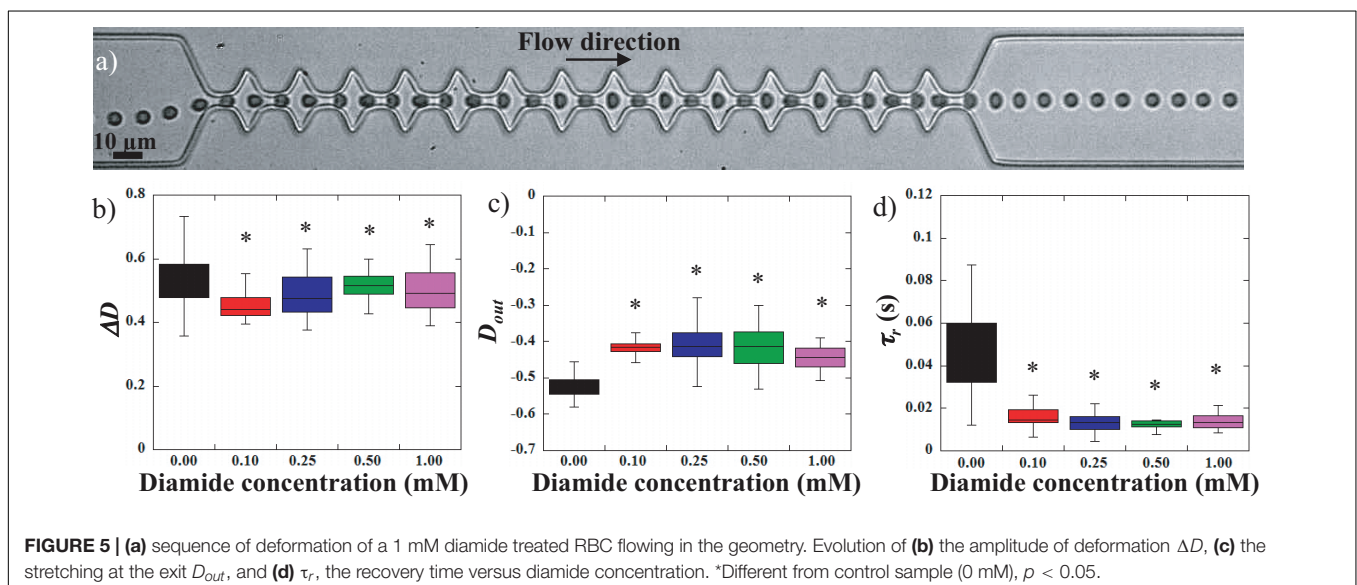 Flow direction
a)
10 µm
b)
0.8
0.6
0.4
0.2
0
ΔD
*
*
*
*
0.00 0.10 0.25 0.50 1.00
Diamide concentration (mM)
c)
0
-0.1
-0.2
-0.3
-0.4
-0.5
-0.6
-0.7
D_out
*
*
*
*
0.00 0.10 0.25 0.50 1.00
Diamide concentration (mM)
d)
0.12
0.1
0.08
0.06
0.04
0.02
0
τ_r (s)
*
*
*
*
0.00 0.10 0.25 0.50 1.00
Diamide concentration (mM)
FIGURE 5 | (a) sequence of deformation of a 1 mM diamide treated RBC flowing in the geometry. Evolution of (b) the amplitude of deformation ΔD, (c) the
stretching at the exit D_out, and (d) τ_r, the recovery time versus diamide concentration. *Different from control sample (0 mM), p < 0.05.